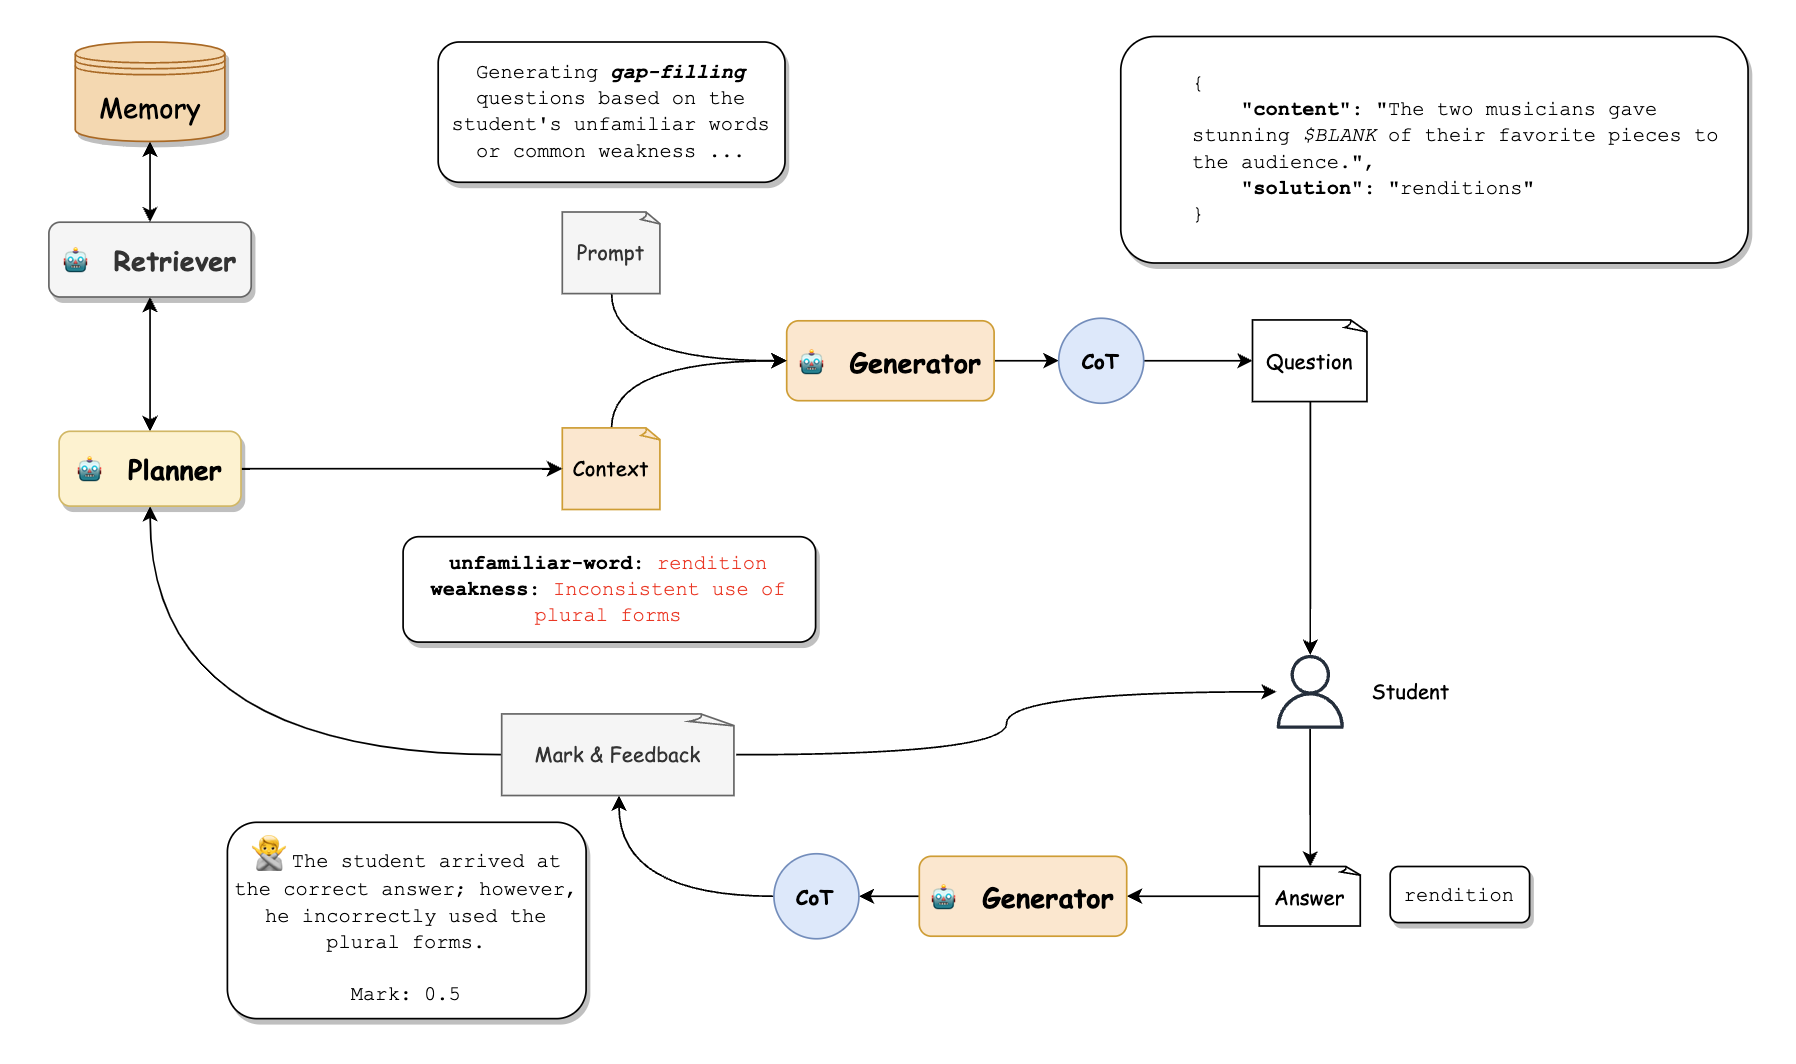 Memory
Generating gap-filling
questions based on the
student's unfamiliar words
or common weakness ...
{
"content": "The two musicians gave
stunning $BLANK of their favorite pieces to
the audience.",
"solution": "renditions"
}
Retriever
Prompt
Generator
CoT
Question
Planner
Context
unfamiliar-word: rendition
weakness: Inconsistent use of
plural forms
Student
Mark & Feedback
The student arrived at
the correct answer; however,
he incorrectly used the
plural forms.
Mark: 0.5
CoT
Generator
Answer
rendition